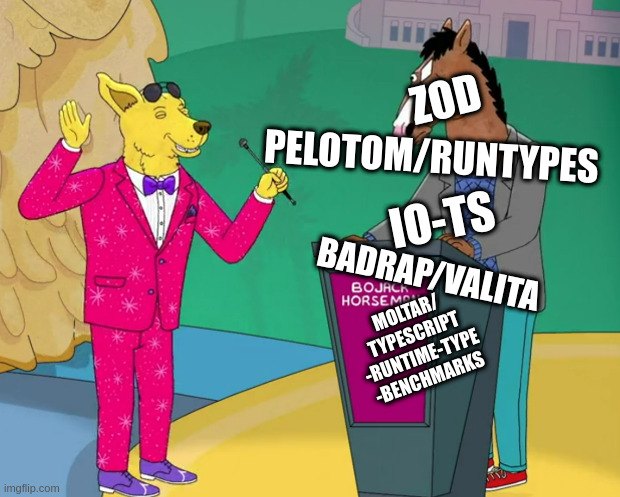 ZOD
PELOTOM/RUNTYPES
IO-TS
BADRAP/VALITA
BOJACK
HORSEMAN
MOLTAR/
TYPESCRIPT
-RUNTIME-TYPE
-BENCHMARKS
imgflip.com